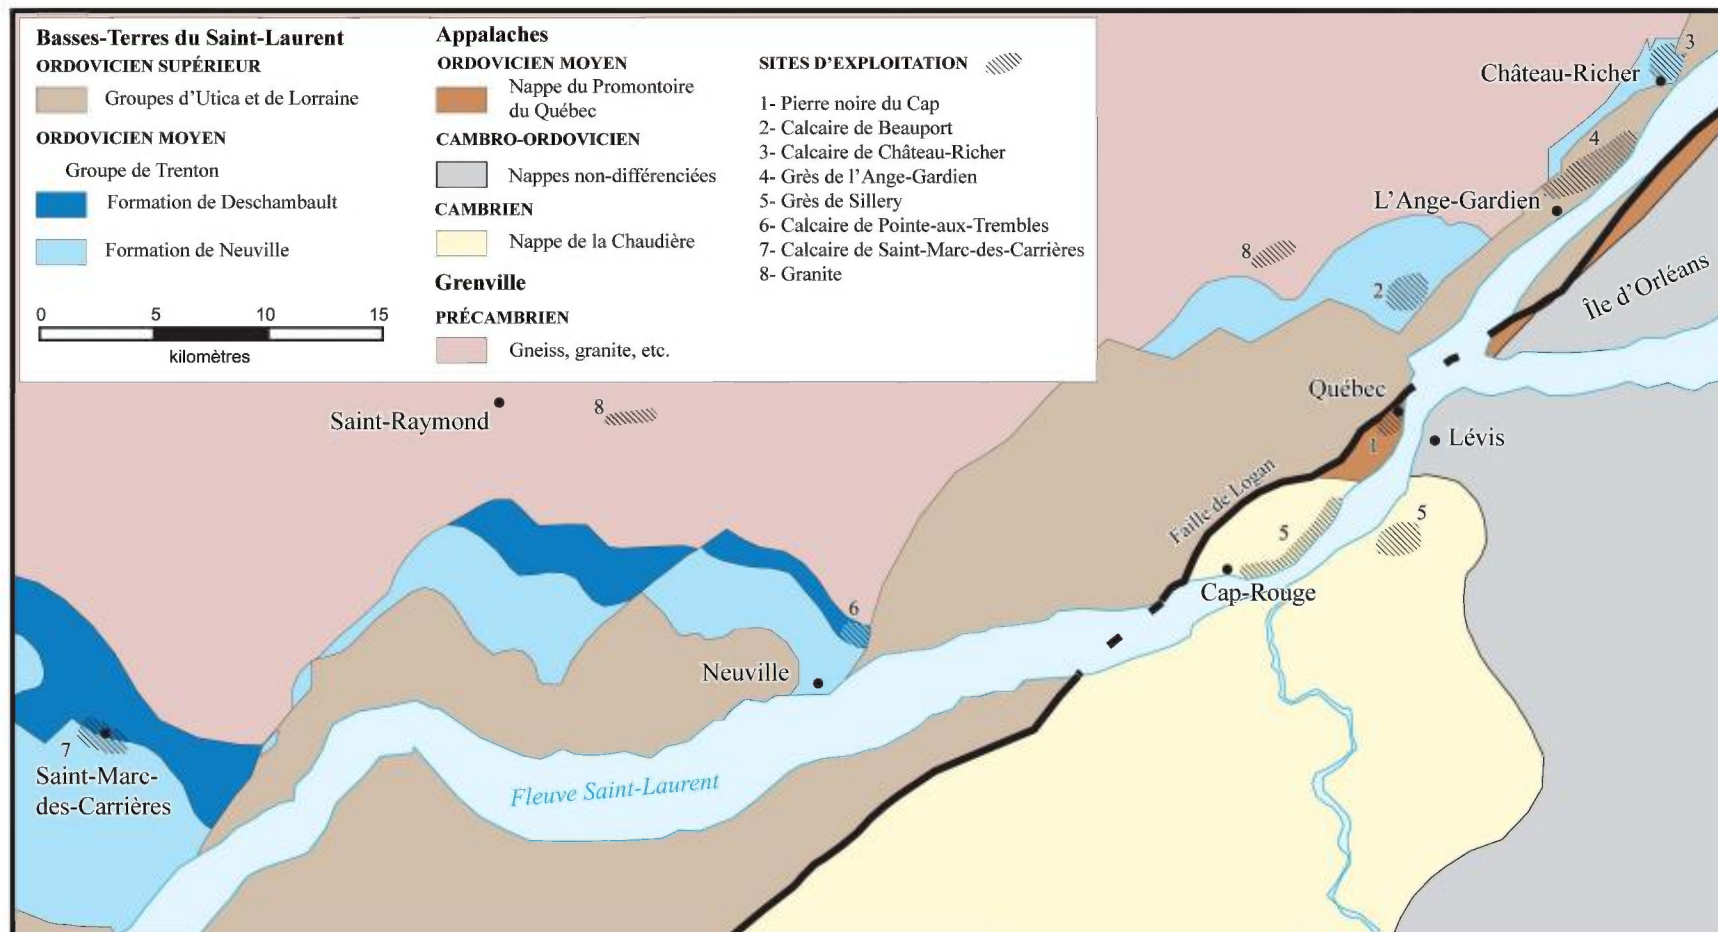 Basses-Terres du Saint-Laurent
ORDOVICIEN SUPÉRIEUR
Groupes d'Utica et de Lorraine
ORDOVICIEN MOYEN
Groupe de Trenton
Formation de Deschambault
Formation de Neuville
0 5 10 15
kilomètres
Appalaches
ORDOVICIEN MOYEN
Nappe du Promontoire
du Québec
CAMBRO-ORDOVICIEN
Nappes non-différenciées
CAMBRIEN
Nappe de la Chaudière
Grenville
PRÉCAMBRIEN
Gneiss, granite, etc.
SITES D'EXPLOITATION
1- Pierre noire du Cap
2- Calcaire de Beauport
3- Calcaire de Château-Richer
4- Grès de l'Ange-Gardien
5- Grès de Sillery
6- Calcaire de Pointe-aux-Trembles
7- Calcaire de Saint-Marc-des-Carrières
8- Granite
3
Château-Richer
4
L'Ange-Gardien
8
2
Île d'Orléans
Québec
1
Lévis
Saint-Raymond
8
Faille de Logan
5
5
Cap-Rouge
6
Neuville
7
Saint-Marc-
des-Carrières
Fleuve Saint-Laurent